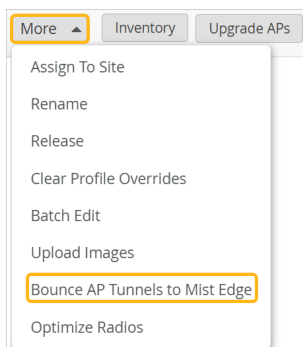 More Inventory Upgrade APs
Assign To Site
Rename
Release
Clear Profile Overrides
Batch Edit
Upload Images
Bounce AP Tunnels to Mist Edge
Optimize Radios